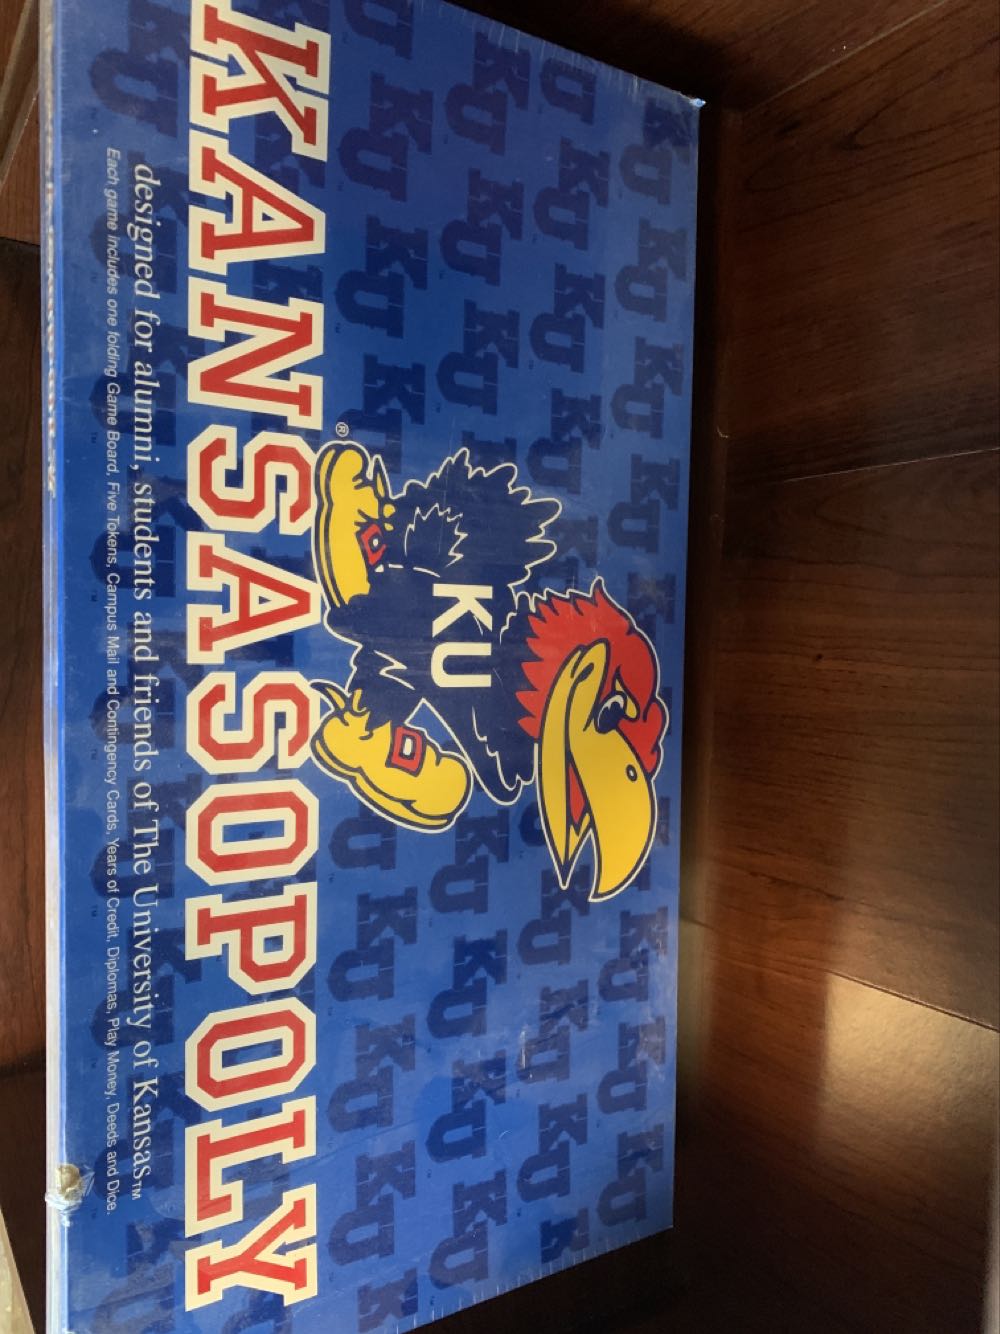 KU
®
KANSASOPOLY
designed for alumni, students and friends of The University of Kansas™
Each game includes one folding Game Board, Five Tokens, Campus Mail and Contingency Cards, Years of Credit, Diplomas, Play Money, Deeds and Dice.